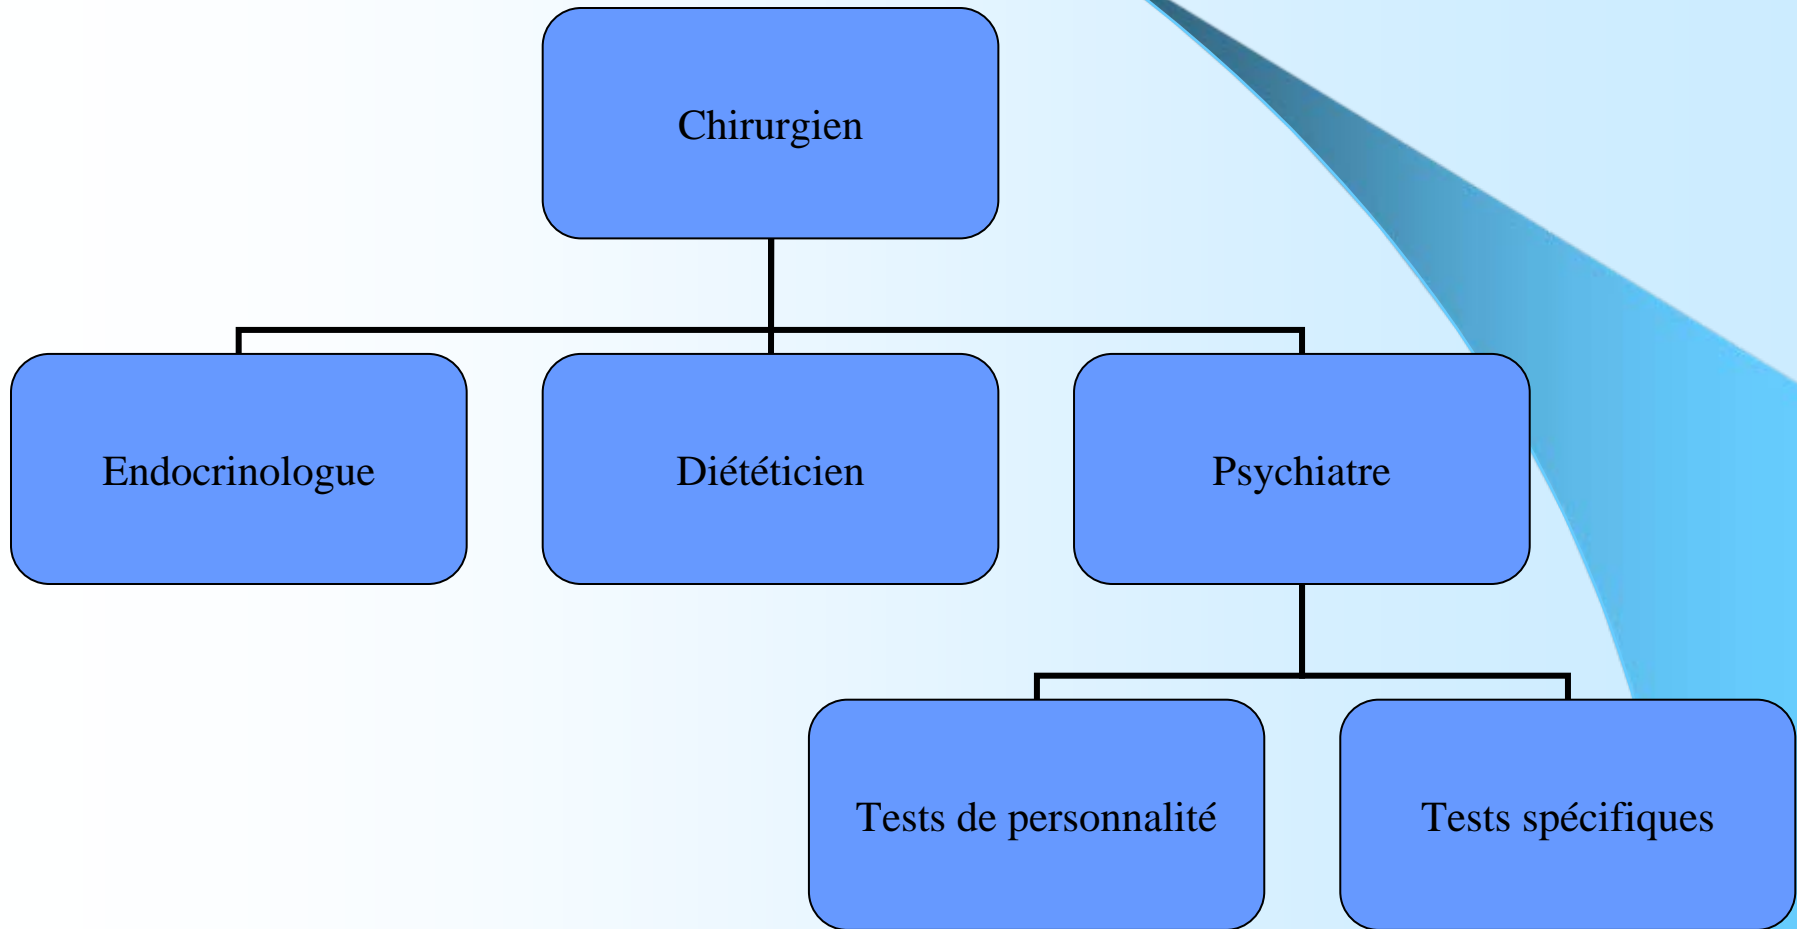 Chirurgien
Endocrinologue
Diététicien
Psychiatre
Tests de personnalité
Tests spécifiques